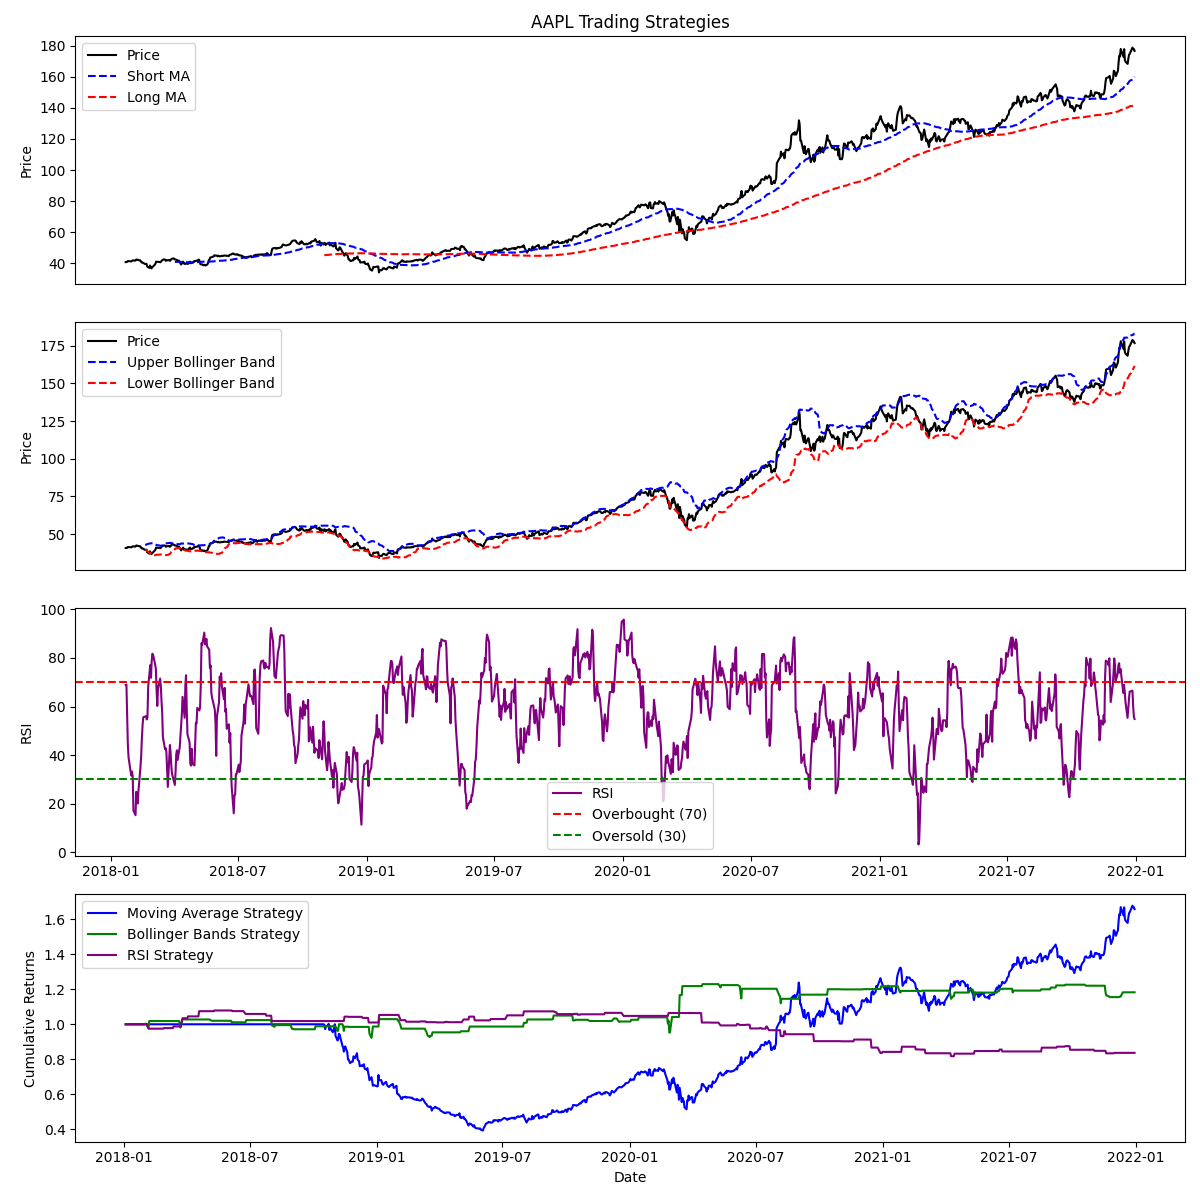 AAPL Trading Strategies
180
160
140
120
100
80
60
40
Price
Price
Short MA
Long MA
175
150
125
100
75
50
Price
Price
Upper Bollinger Band
Lower Bollinger Band
100
80
60
40
20
0
RSI
RSI
Overbought (70)
Oversold (30)
2018-01 2018-07 2019-01 2019-07 2020-01 2020-07 2021-01 2021-07 2022-01
1.6
1.4
1.2
1.0
0.8
0.6
0.4
Cumulative Returns
Moving Average Strategy
Bollinger Bands Strategy
RSI Strategy
2018-01 2018-07 2019-01 2019-07 2020-01 2020-07 2021-01 2021-07 2022-01
Date